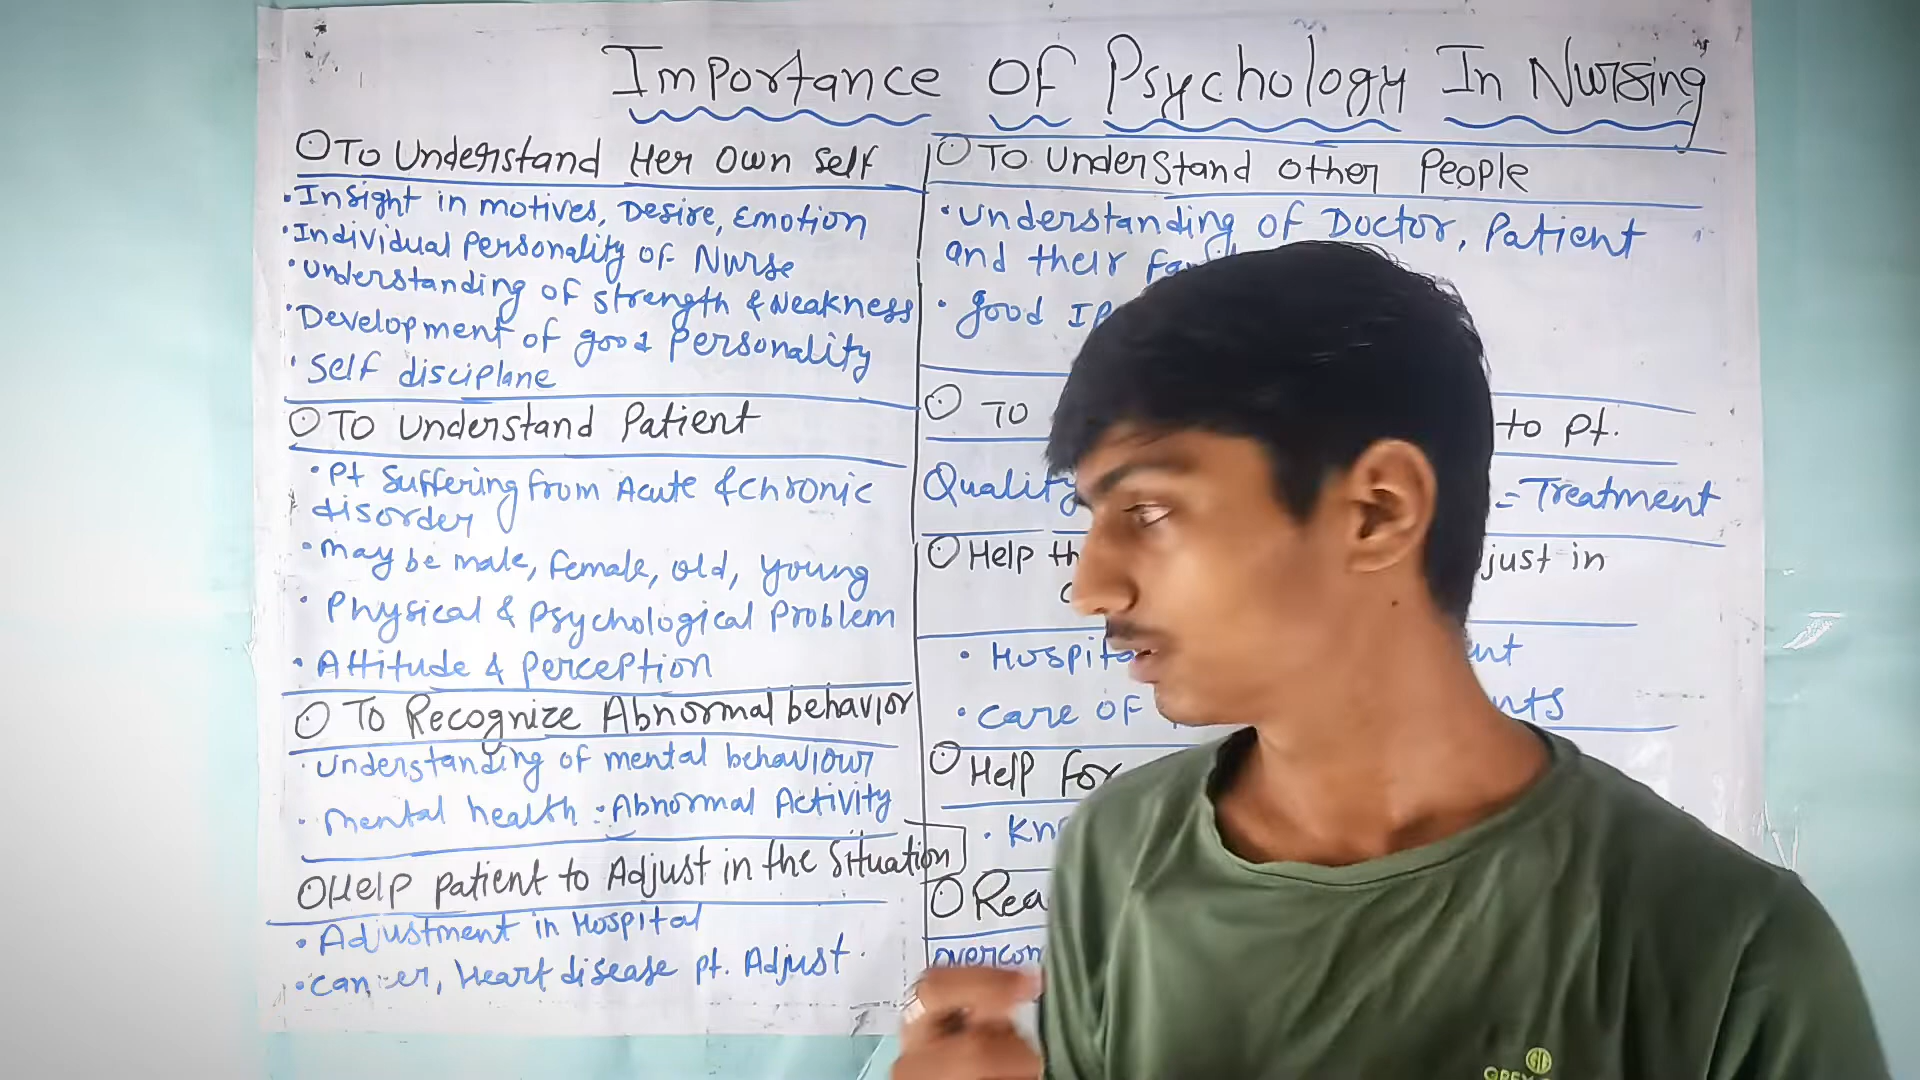 Importance OF Psychology In Nursing
To Understand Her Own Self
• Insight in motives, Desire, Emotion
• Individual Personality of Nurse
• Understanding of strength & Weakness
• Development of good Personality
• Self disciplane
To Understand Patient
• Pt Suffering from Acute & chronic
disorder
• may be male, female, old, young
• Physical & Psychological Problem
• Attitude & perception
To Recognize Abnormal behavior
• Understanding of mental behaviour
• mental health = Abnormal Activity
Help patient to Adjust in the Situation
• Adjustment in Hospital
• cancer, Heart disease pt. Adjust.
To Understand other People
• Understanding of Doctor, Patient
and their
• good
To to Pt.
Quality = Treatment
Help in
• care of
Help for